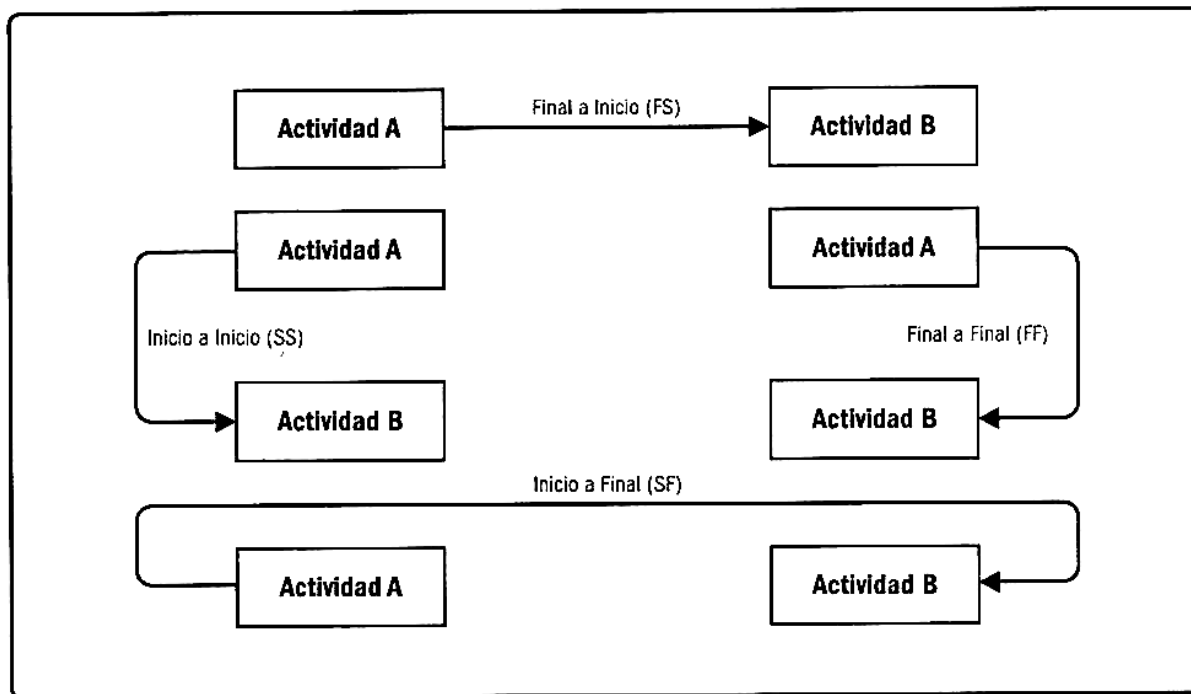 Final a Inicio (FS)
Actividad A
Actividad B
Actividad A
Actividad A
Inicio a Inicio (SS)
Final a Final (FF)
Actividad B
Actividad B
Inicio a Final (SF)
Actividad A
Actividad B